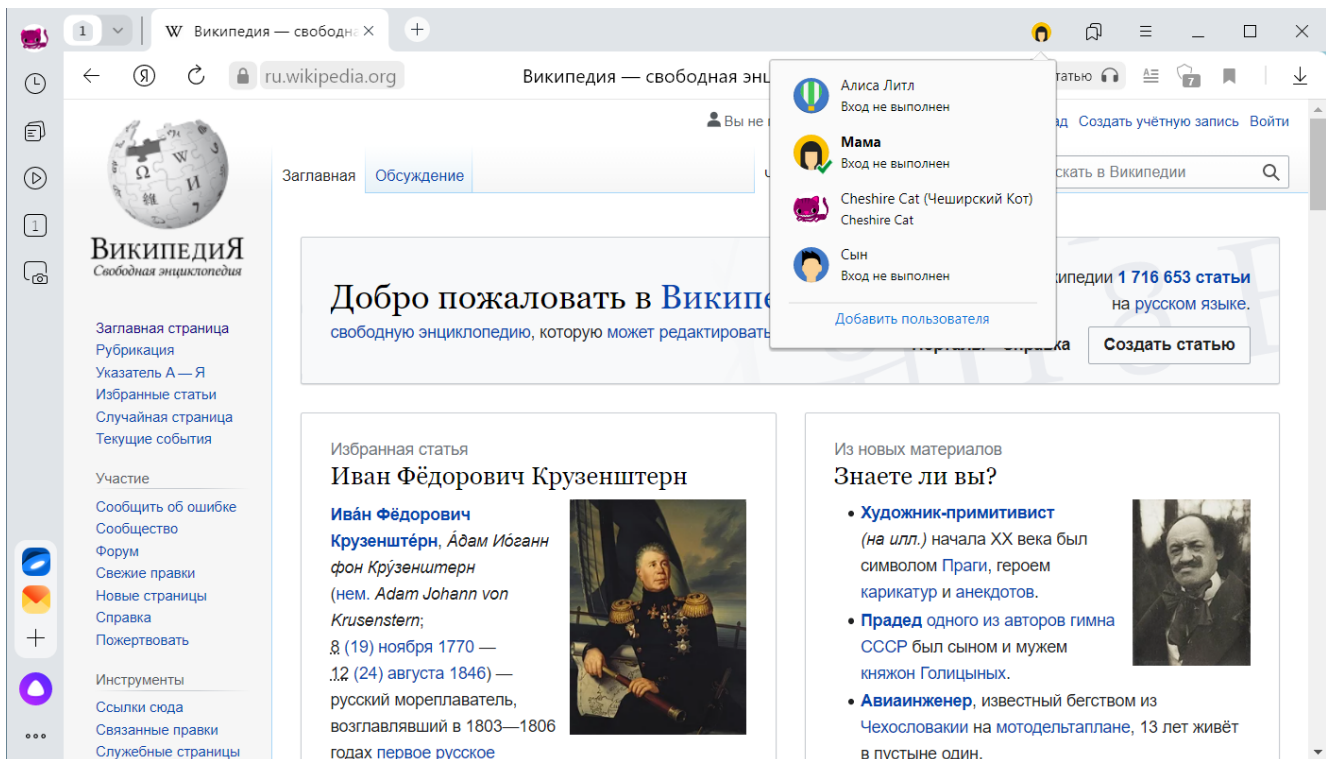 1
W Википедия — свободн
Я
ru.wikipedia.org
Википедия — свободная энц
татью
7
1
Алиса Литл
Вход не выполнен
Мама
Вход не выполнен
Cheshire Cat (Чеширский Кот)
Cheshire Cat
Сын
Вход не выполнен
Добавить пользователя
Вы не
Создать учётную запись
Войти
Заглавная
Обсуждение
скать в Википедии
Ω
W
И
7
ВикипедиЯ
Свободная энциклопедия
Заглавная страница
Рубрикация
Указатель А — Я
Избранные статьи
Случайная страница
Текущие события
Участие
Сообщить об ошибке
Сообщество
Форум
Свежие правки
Новые страницы
Справка
Пожертвовать
Инструменты
Ссылки сюда
Связанные правки
Служебные страницы
Добро пожаловать в Википе
свободную энциклопедию, которую может редактировать
кипедии 1 716 653 статьи
на русском языке.
Создать статью
Избранная статья
Иван Фёдорович Крузенштерн
Ива́н Фёдорович
Крузенште́рн, А́дам Ио́ганн
фон Кру́зенштерн
(нем. Adam Johann von
Krusenstern;
8 (19) ноября 1770 —
12 (24) августа 1846) —
русский мореплаватель,
возглавлявший в 1803—1806
годах первое русское
Из новых материалов
Знаете ли вы?
• Художник-примитивист
(на илл.) начала XX века был
символом Праги, героем
карикатур и анекдотов.
• Прадед одного из авторов гимна
СССР был сыном и мужем
княжон Голицыных.
• Авиаинженер, известный бегством из
Чехословакии на мотодельтаплане, 13 лет живёт
в пустыне один.